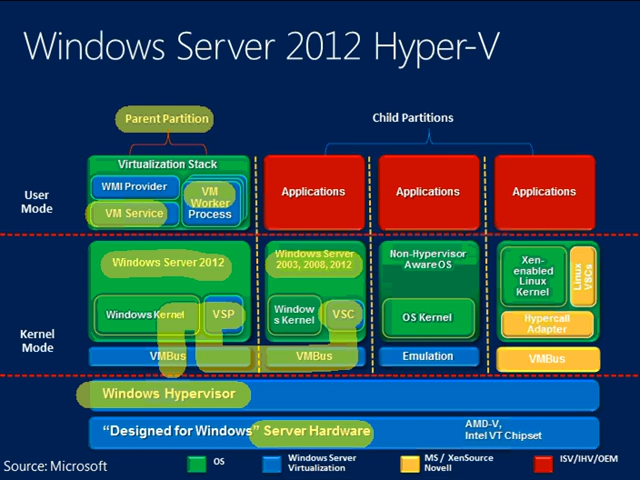 Windows Server 2012 Hyper-V
Parent Partition
Child Partitions
User
Mode
Virtualization Stack
WMI Provider
VM Service
VM
Worker
Process
Applications
Applications
Applications
Kernel
Mode
Windows Server 2012
Windows Kernel
VSP
VMBus
Windows Server
2003, 2008, 2012
Window
s Kernel
VSC
VMBus
Non-Hypervisor
Aware OS
OS Kernel
Emulation
Xen-
enabled
Linux
Kernel
Linux
VSCs
Hypercall
Adapter
VMBus
Windows Hypervisor
“Designed for Windows” Server Hardware
AMD-V,
Intel VT Chipset
Source: Microsoft
OS
Windows Server
Virtualization
MS / XenSource
Novell
ISV/IHV/OEM